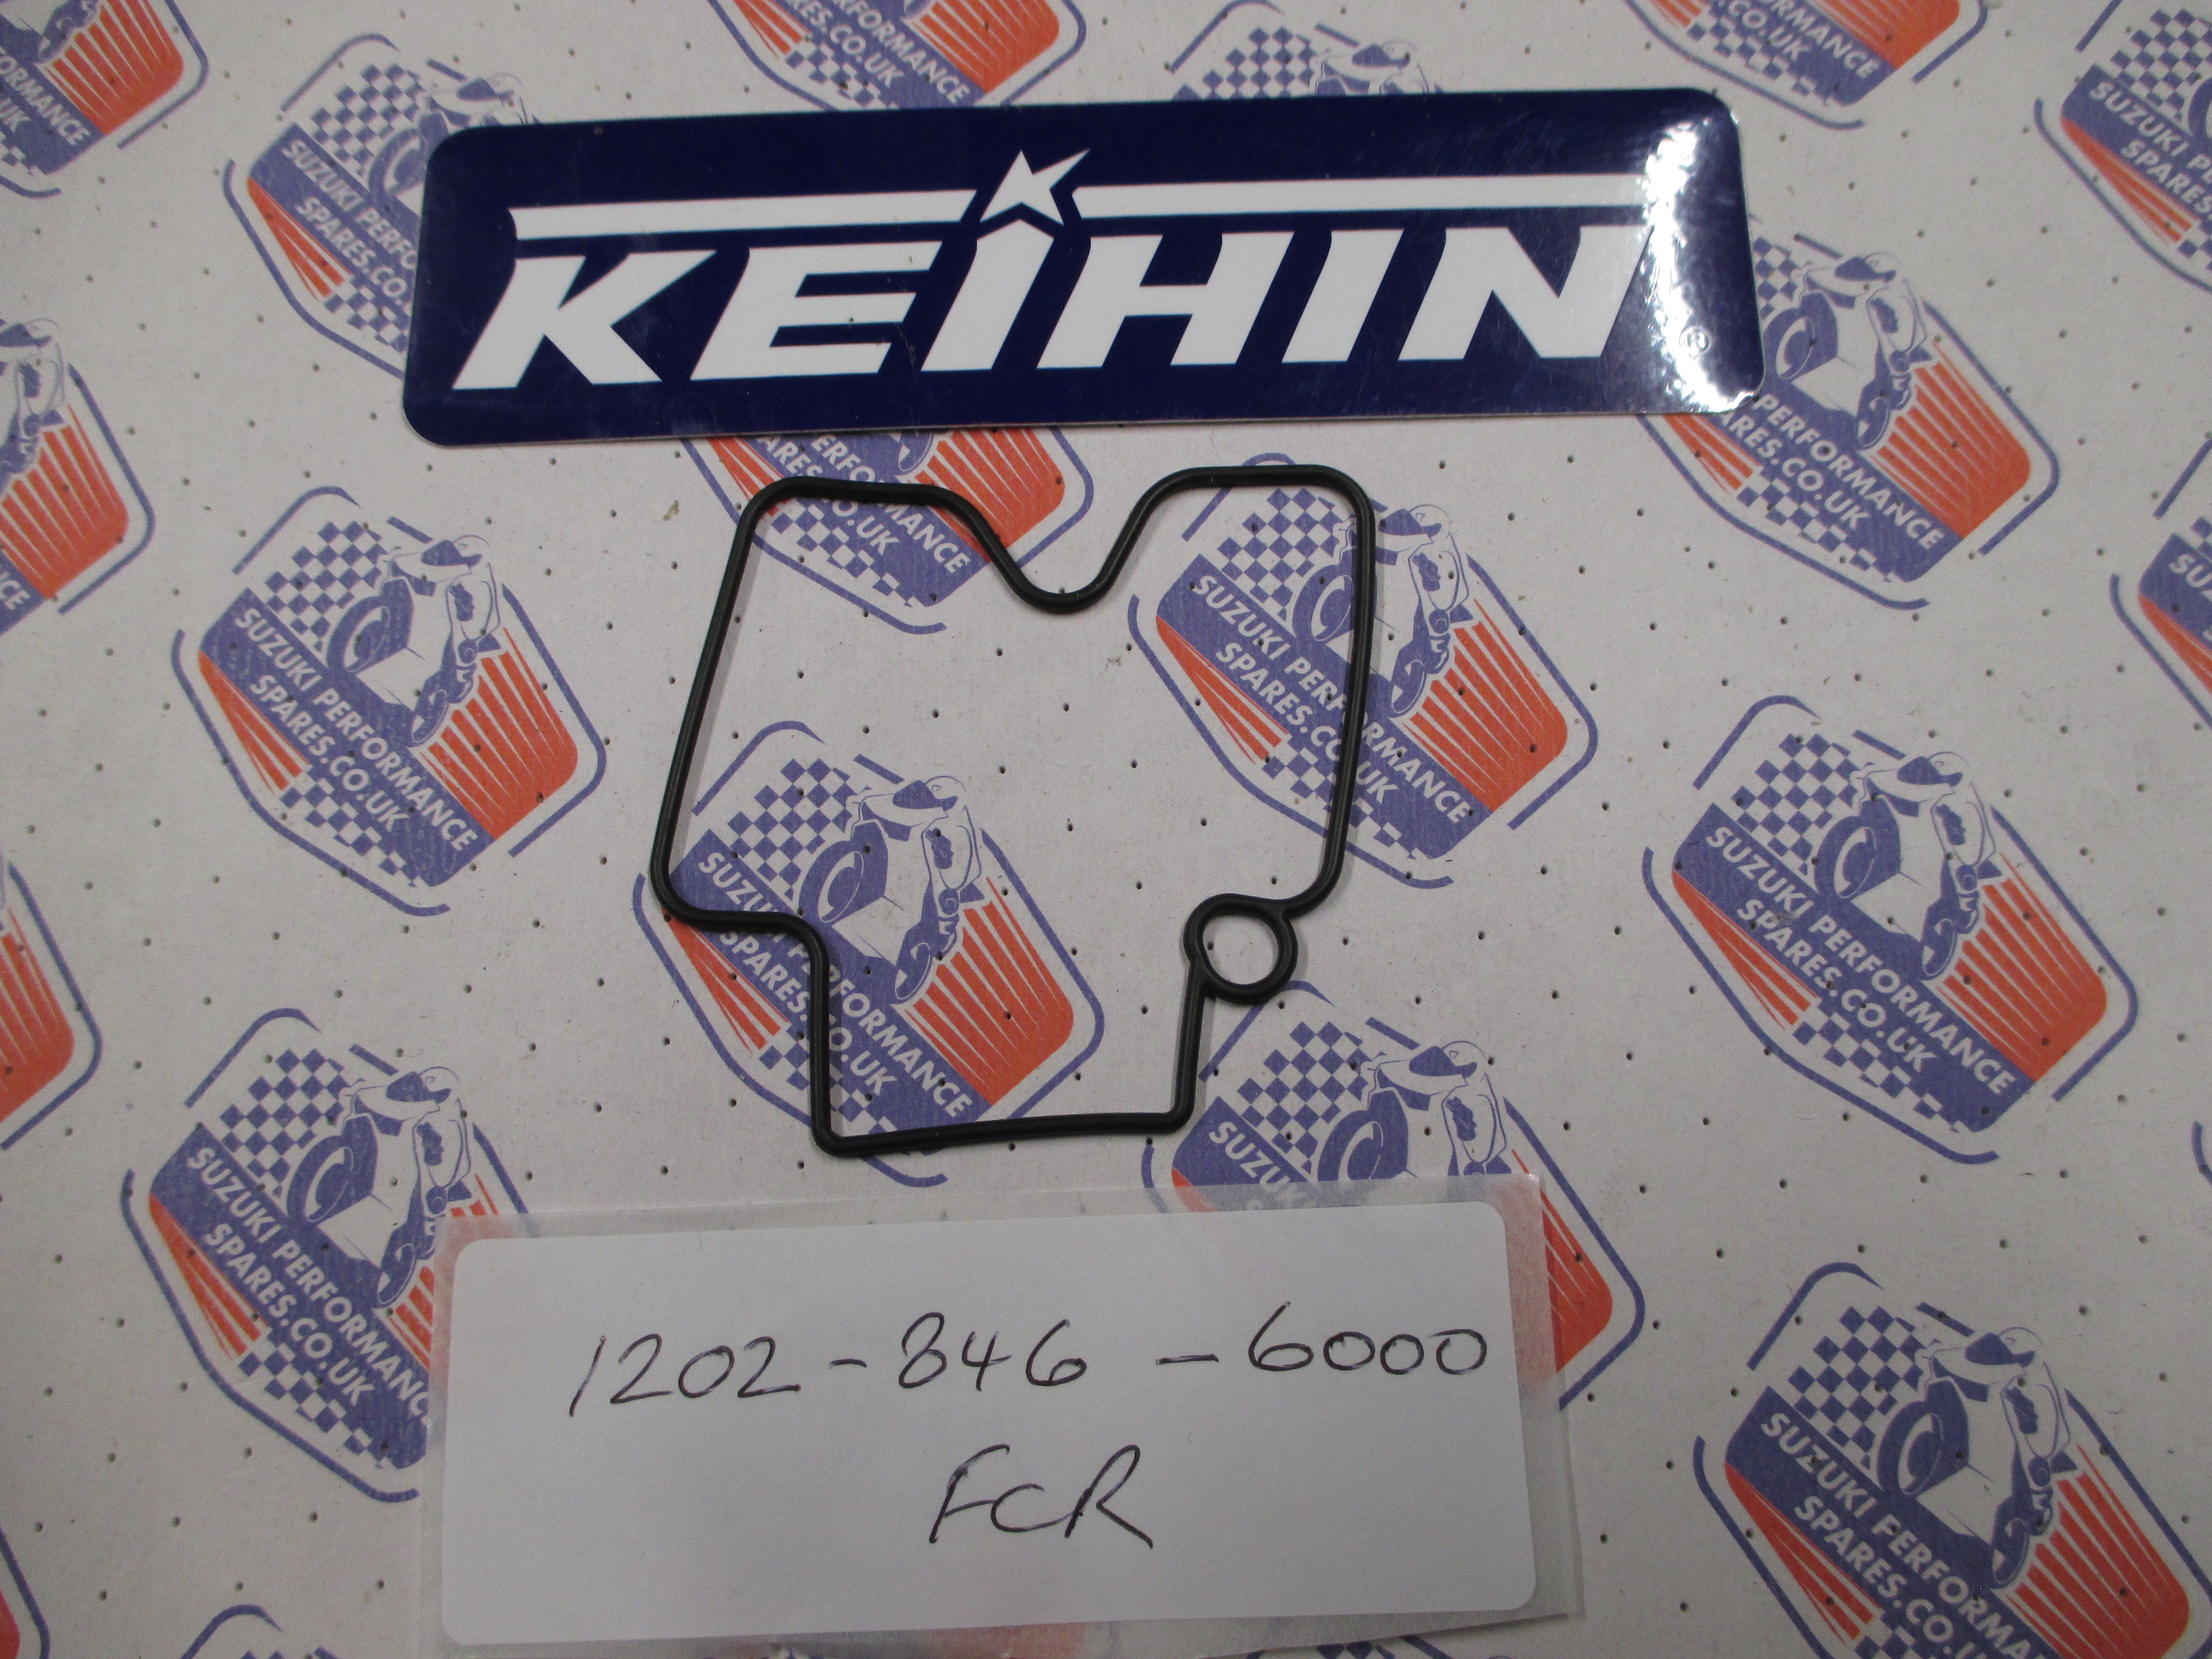 KEIHIN
®
1202-846-6000
FCR
SUZUKI PERFORMANCE
SPARES.CO.UK